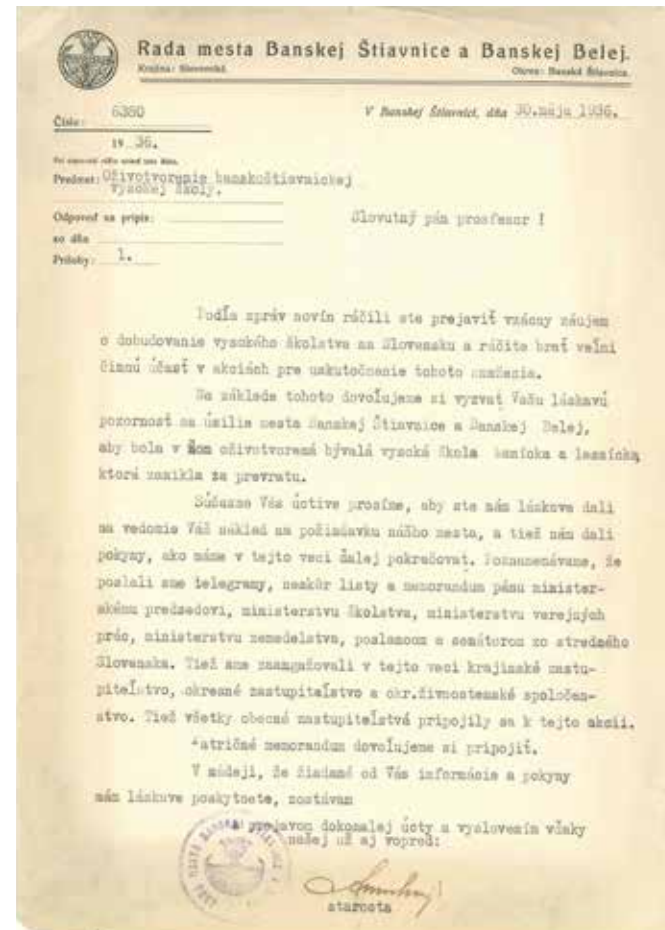 Rada mesta Banskej Štiavnice a Banskej Belej.
Krajina: Slovenská. Okres: Banská Štiavnica.
Číslo: 6380 V Banskej Štiavnici, dňa 30.mája 1936.
19 36.
Predmet: Oživotvorenie banskoštiavnickej
vysokej školy.
Odpoveď na prípis:
zo dňa
Prílohy: 1.
Slovutný pán profesor !
Podľa zpráv novín ráčili ste prejaviť vzácny záujem
o dobudovanie vysokého školstva na Slovensku a ráčite brať veľmi
činnú účasť v akciách pre uskutočnenie tohoto snaženia.
Na základe tohoto dovoľujeme si vyzvať Vašu láskavú
pozornosť na úsilie mesta Banskej Štiavnice a Banskej Belej,
aby bola v ňom oživotvorená bývalá vysoká škola banícka a lesnícka,
ktorá zanikla za prevratu.
Súčasne Vás úctive prosíme, aby ste nám láskave dali
na vedomie Váš náhľad na požiadavku nášho mesta, a tiež nám dali
pokyny, ako máme v tejto veci ďalej pokračovať. Poznamenávame, že
poslali sme telegramy, neskôr listy a memorandum pánu minister-
skému predsedovi, ministerstvu školstva, ministerstvu verejných
prác, ministerstvu zemedelstva, poslancom a senátorom zo stredného
Slovenska. Tiež sme zaangažovali v tejto veci krajinské zastu-
piteľstvo, okresné zastupiteľstvo a okr.živnostenské spoločen-
stvo. Tiež všetky obecné zastupiteľstvá pripojily sa k tejto akcii.
Patričné memorandum dovoľujeme si pripojiť.
V nádeji, že žiadané od Vás informácie a pokyny
nám láskave poskytnete, zostávam
prejavom dokonalej úcty a vyslovením vďaky
našej už aj vopred:
starosta